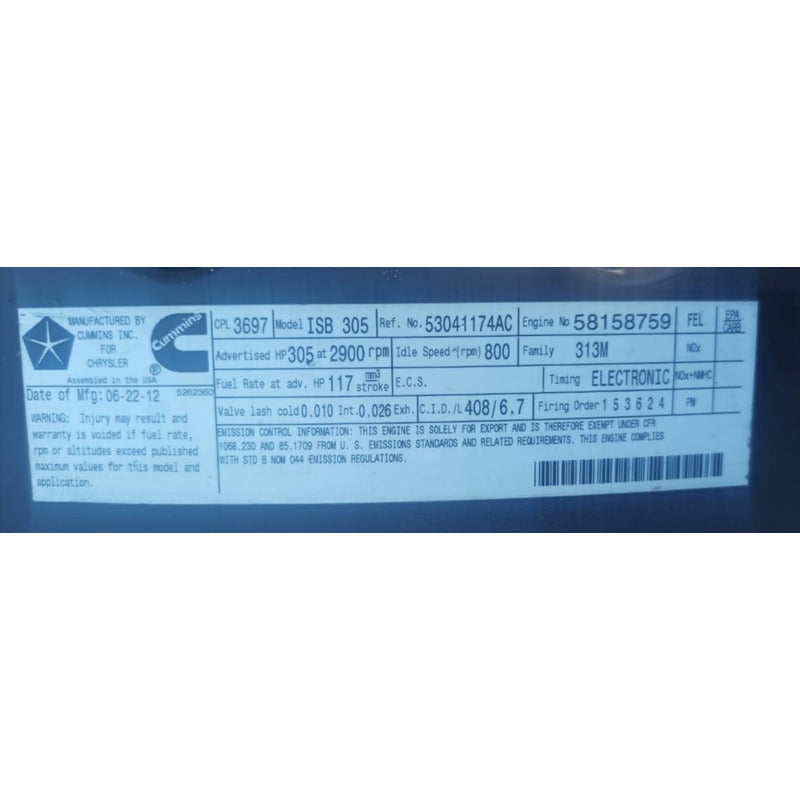 MANUFACTURED BY
CUMMINS INC.
FOR
CHRYSLER
Assembled in the USA
Cummins
®
Date of Mfg: 06-22-12 5262360
WARNING: Injury may result and
warranty is voided if fuel rate,
rpm or altitudes exceed published
maximum values for this model and
application.
CPL 3697 Model ISB 305 Ref. No. 53041174AC Engine No 58158759 FEL EPA CARB
Advertised HP 305 at 2900 rpm Idle Speed (rpm) 800 Family 313M NOx
Fuel Rate at adv. HP 117 mm3 stroke E.C.S. Timing ELECTRONIC NOx+NMHC
Valve lash cold 0.010 Int. 0.026 Exh. C.I.D./L 408/6.7 Firing Order 153624 PM
EMISSION CONTROL INFORMATION: THIS ENGINE IS SOLELY FOR EXPORT AND IS THEREFORE EXEMPT UNDER CFR
1068.230 AND 85.1709 FROM U. S. EMISSIONS STANDARDS AND RELATED REQUIREMENTS. THIS ENGINE COMPLIES
WITH STD 8 NOM 044 EMISSION REGULATIONS.